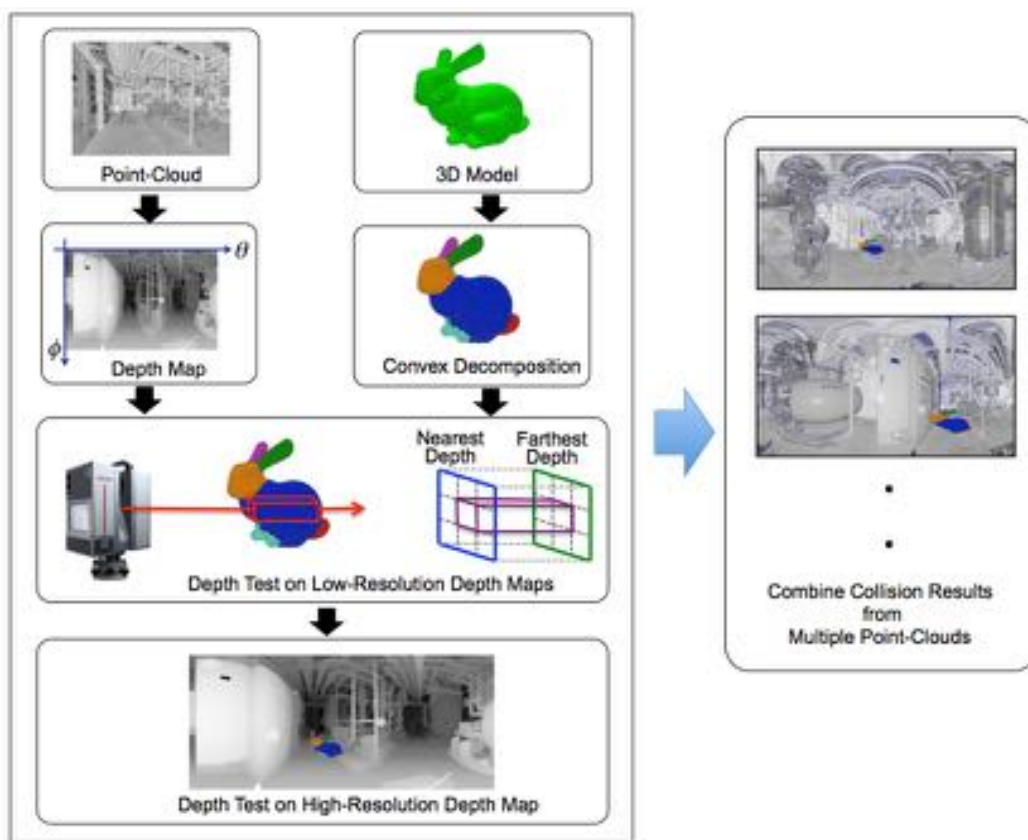 Point-Cloud
3D Model
θ
ϕ
Depth Map
Convex Decomposition
Nearest
Depth
Farthest
Depth
Depth Test on Low-Resolution Depth Maps
Depth Test on High-Resolution Depth Map
Combine Collision Results
from
Multiple Point-Clouds